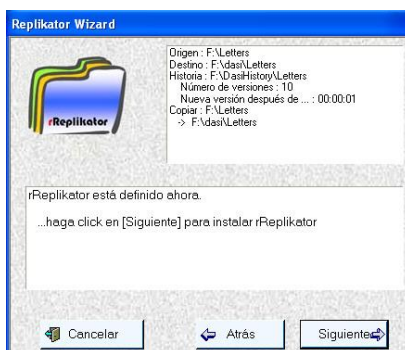 Replikator Wizard
rReplikator
Origen : F:\Letters
Destino : F:\dasi\Letters
Historia : F:\DasiHistory\Letters
Número de versiones : 10
Nueva versión después de ... : 00:00:01
Copiar : F:\Letters
-> F:\dasi\Letters
rReplikator está definido ahora.
...haga click en [Siguiente] para instalar rReplikator
Cancelar
Atrás
Siguiente